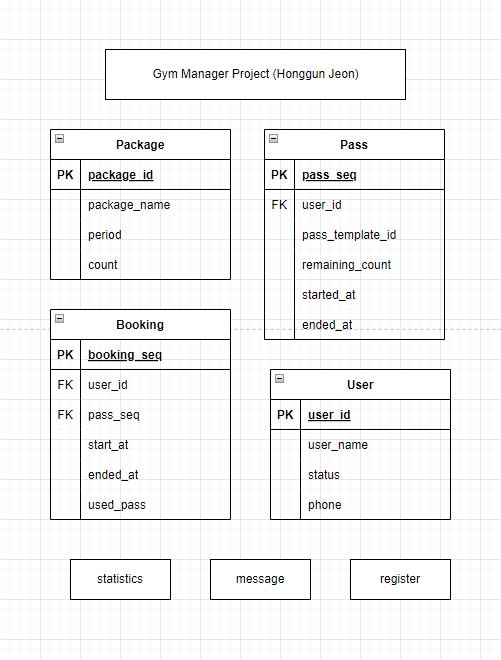 Gym Manager Project (Honggun Jeon)
Package
PK package_id
package_name
period
count
Pass
PK pass_seq
FK user_id
pass_template_id
remaining_count
started_at
ended_at
Booking
PK booking_seq
FK user_id
FK pass_seq
start_at
ended_at
used_pass
User
PK user_id
user_name
status
phone
statistics
message
register